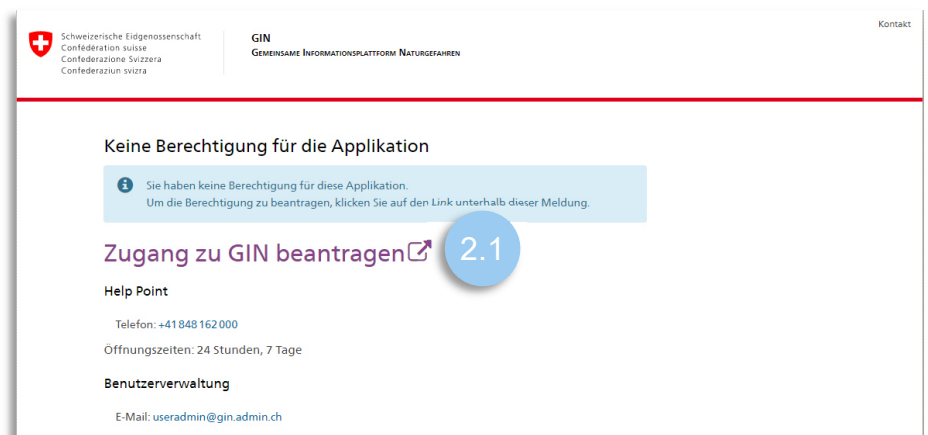 Kontakt
Schweizerische Eidgenossenschaft
Confédération suisse
Confederazione Svizzera
Confederaziun svizra
GIN
GEMEINSAME INFORMATIONSPLATTFORM NATURGEFAHREN
Keine Berechtigung für die Applikation
Sie haben keine Berechtigung für diese Applikation.
Um die Berechtigung zu beantragen, klicken Sie auf den Link unterhalb dieser Meldung.
Zugang zu GIN beantragen
2.1
Help Point
Telefon: +41 848 162 000
Öffnungszeiten: 24 Stunden, 7 Tage
Benutzerverwaltung
E-Mail: useradmin@gin.admin.ch